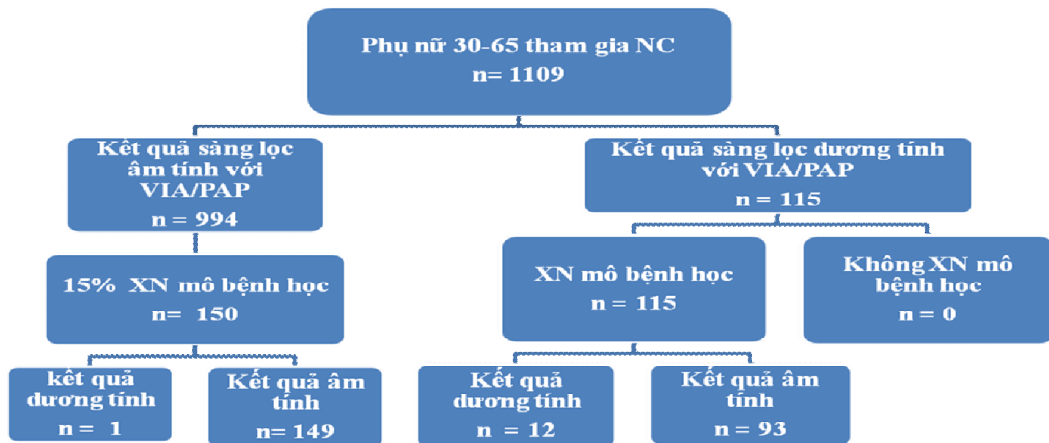 Phụ nữ 30-65 tham gia NC
n= 1109
Kết quả sàng lọc
âm tính với
VIA/PAP
n = 994
Kết quả sàng lọc dương tính
với VIA/PAP
n = 115
15% XN mô bệnh học
n= 150
XN mô bệnh học
n = 115
Không XN mô
bệnh học
n = 0
kết quả
dương tính
n = 1
Kết quả âm
tính
n= 149
Kết quả
dương tính
n = 12
Kết quả âm
tính
n = 93